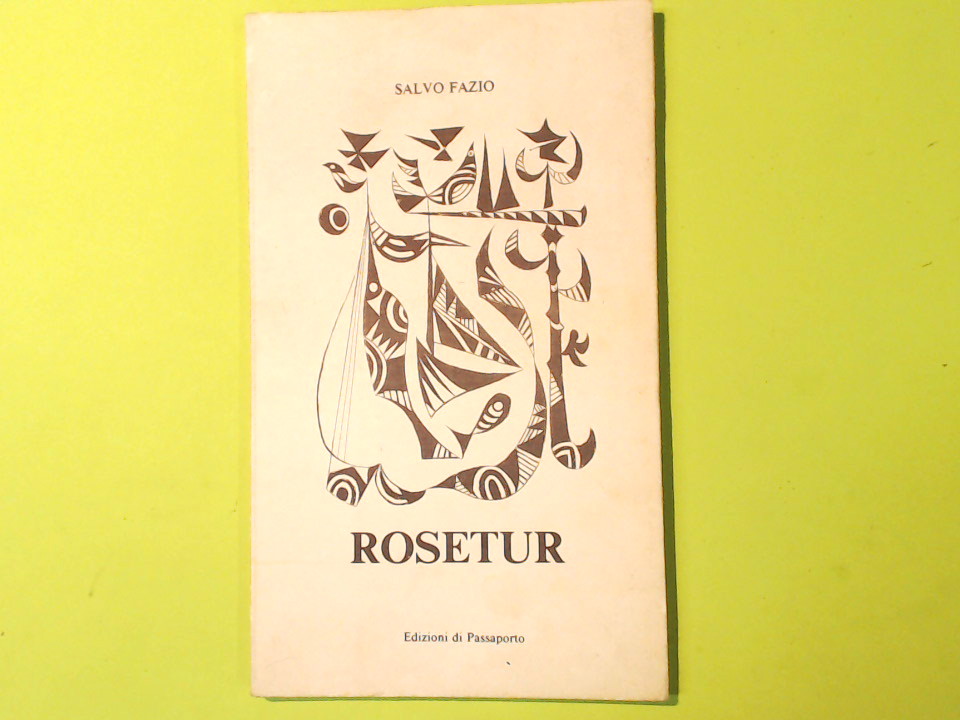 SALVO FAZIO
ROSETUR
Edizioni di Passaporto